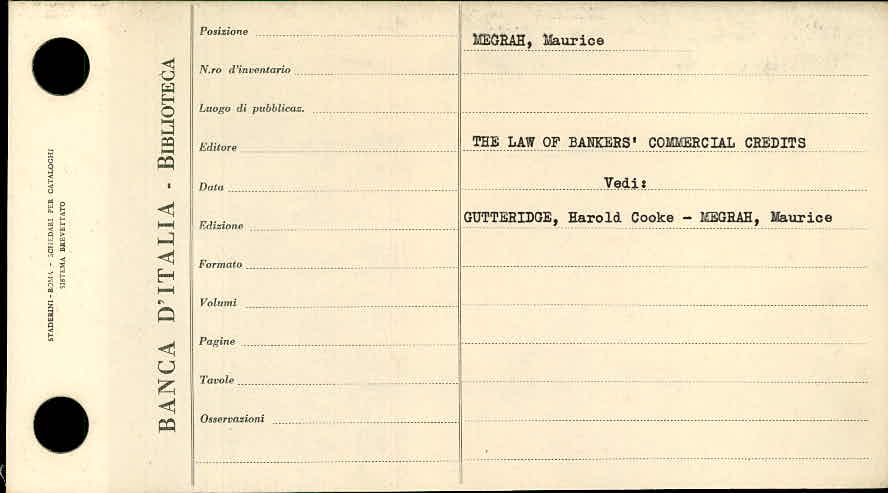 STADERINI - ROMA - SCHEDARI PER CATALOGHI
SISTEMA BREVETTATO
BANCA D'ITALIA - BIBLIOTECA
Posizione
N.ro d'inventario
Luogo di pubblicaz.
Editore
Data
Edizione
Formato
Volumi
Pagine
Tavole
Osservazioni
MEGRAH, Maurice
THE LAW OF BANKERS' COMMERCIAL CREDITS
Vedi:
GUTTERIDGE, Harold Cooke - MEGRAH, Maurice